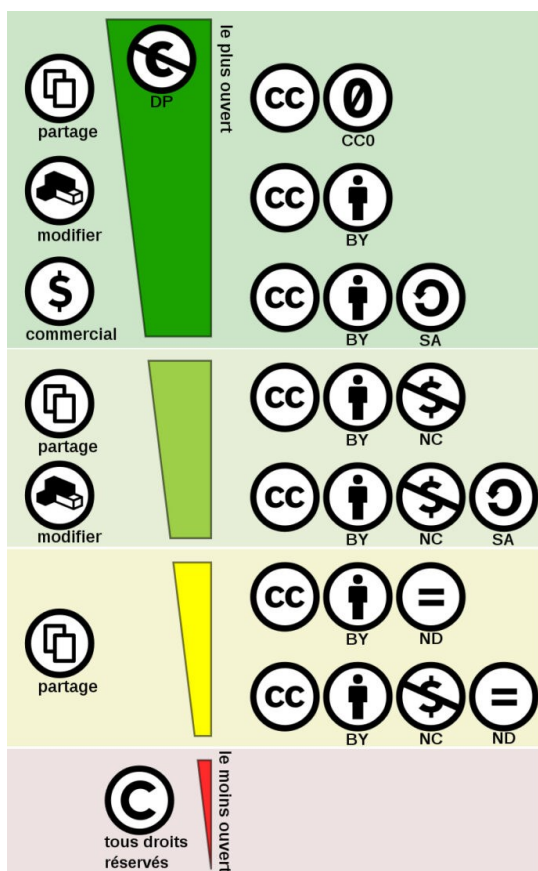 DP
le plus ouvert
partage
cc 0
CC0
modifier
cc
BY
$
commercial
cc
BY SA
partage
cc $
BY NC
modifier
cc $
BY NC SA
partage
cc =
BY ND
cc $ =
BY NC ND
C
tous droits
réservés
le moins ouvert